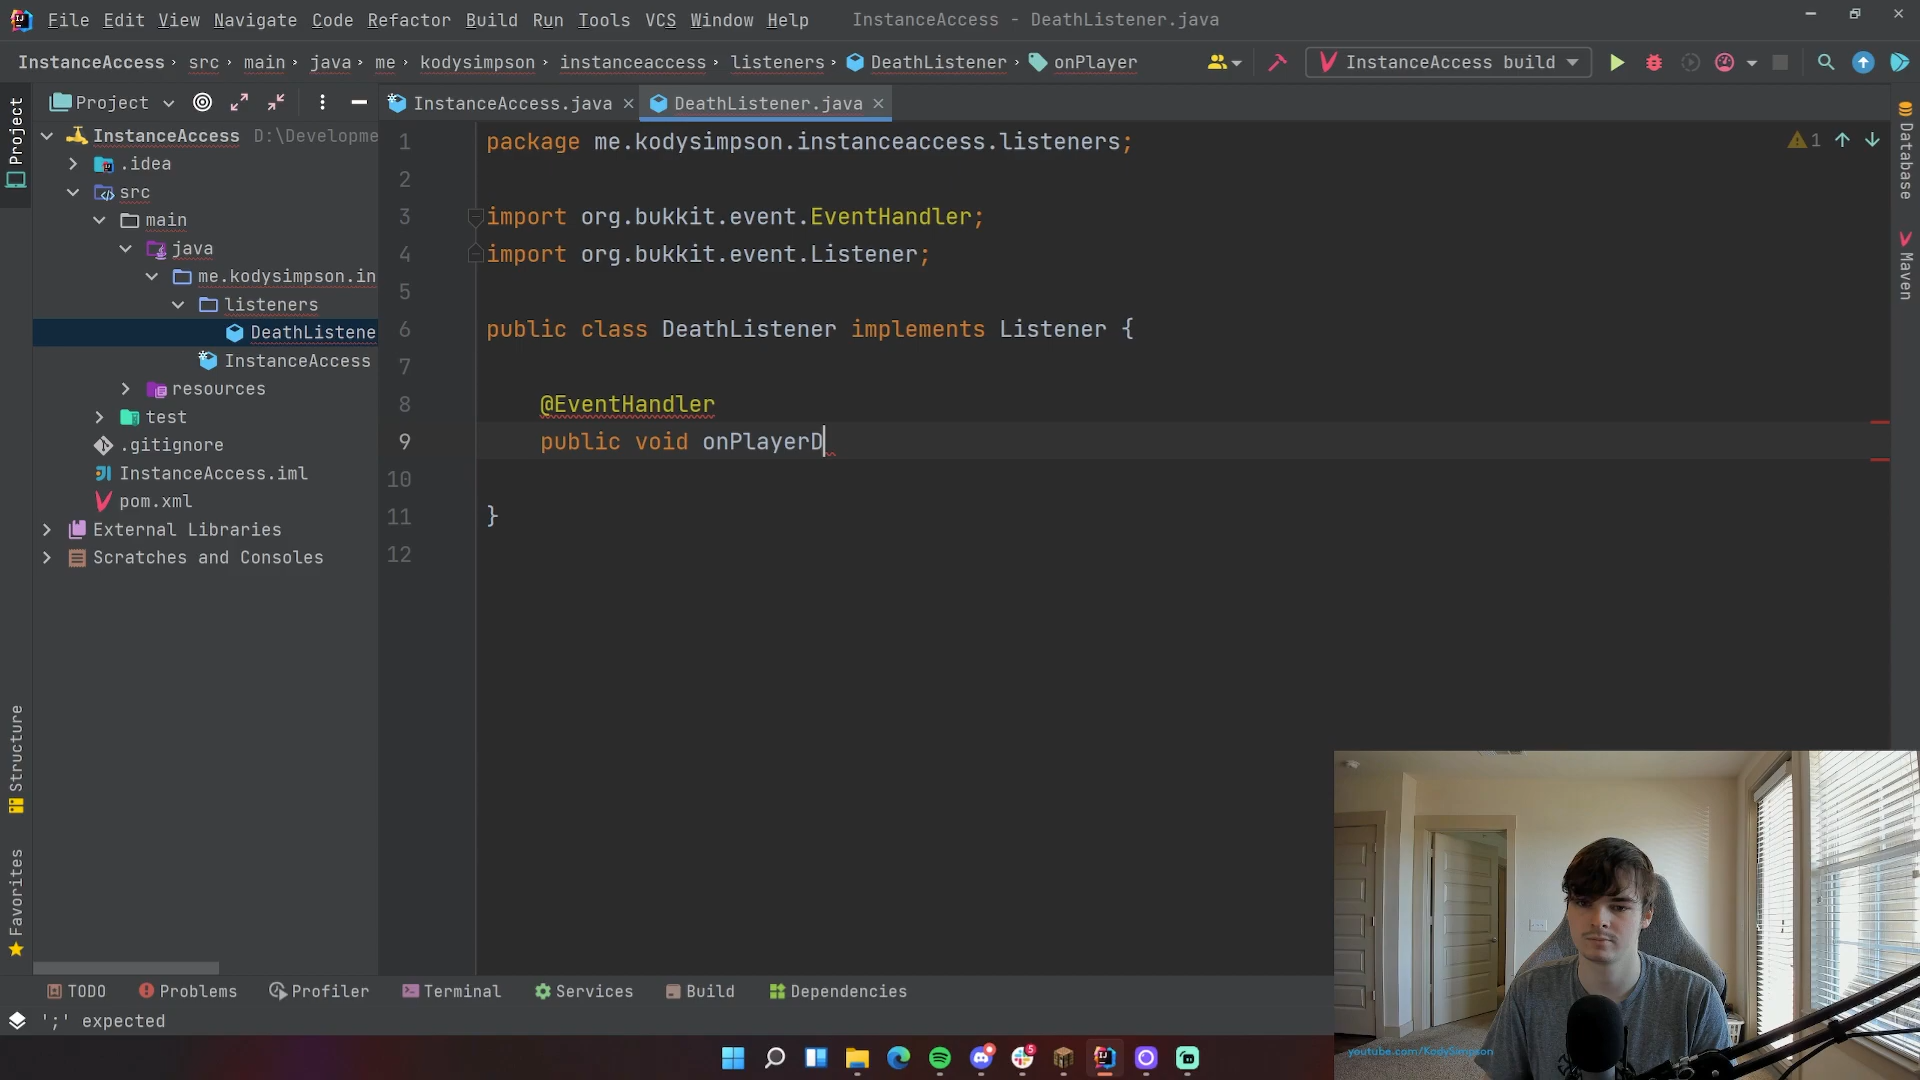 File Edit View Navigate Code Refactor Build Run Tools VCS Window Help InstanceAccess - DeathListener.java
InstanceAccess src main java me kodysimpson instanceaccess listeners DeathListener onPlayer InstanceAccess build
Project InstanceAccess.java DeathListener.java
Project
InstanceAccess D:\Developme
.idea
src
main
java
me.kodysimpson.in
listeners
DeathListene
InstanceAccess
resources
test
.gitignore
InstanceAccess.iml
pom.xml
External Libraries
Scratches and Consoles
Structure
Favorites
1 package me.kodysimpson.instanceaccess.listeners;
2
3 import org.bukkit.event.EventHandler;
4 import org.bukkit.event.Listener;
5
6 public class DeathListener implements Listener {
7
8 @EventHandler
9 public void onPlayerD
10
11 }
12
1
Database
Maven
TODO Problems Profiler Terminal Services Build Dependencies
';' expected
5
youtube.com/KodySimpson